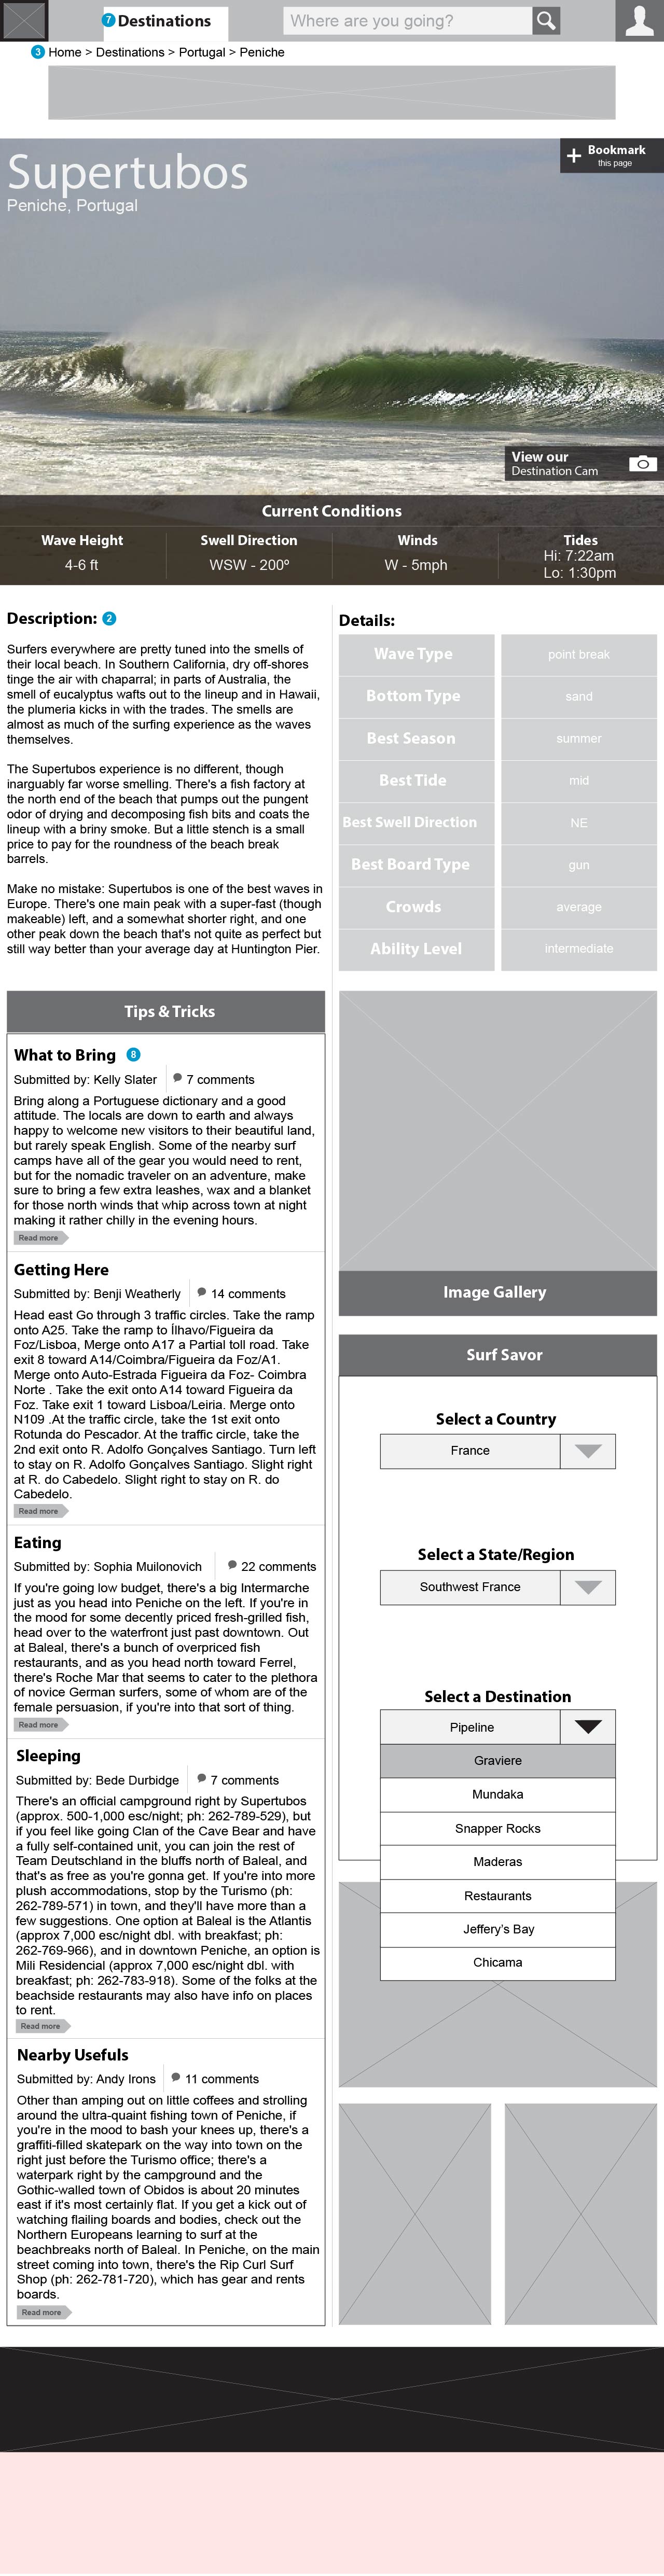 7 Destinations
Where are you going?
3 Home > Destinations > Portugal > Peniche
Supertubos
Peniche, Portugal
+ Bookmark
this page
View our
Destination Cam
Current Conditions
Wave Height
4-6 ft
Swell Direction
WSW - 200º
Winds
W - 5mph
Tides
Hi: 7:22am
Lo: 1:30pm
Description: 2
Surfers everywhere are pretty tuned into the smells of
their local beach. In Southern California, dry off-shores
tinge the air with chaparral; in parts of Australia, the
smell of eucalyptus wafts out to the lineup and in Hawaii,
the plumeria kicks in with the trades. The smells are
almost as much of the surfing experience as the waves
themselves.
The Supertubos experience is no different, though
inarguably far worse smelling. There's a fish factory at
the north end of the beach that pumps out the pungent
odor of drying and decomposing fish bits and coats the
lineup with a briny smoke. But a little stench is a small
price to pay for the roundness of the beach break
barrels.
Make no mistake: Supertubos is one of the best waves in
Europe. There's one main peak with a super-fast (though
makeable) left, and a somewhat shorter right, and one
other peak down the beach that's not quite as perfect but
still way better than your average day at Huntington Pier.
Details:
Wave Type point break
Bottom Type sand
Best Season summer
Best Tide mid
Best Swell Direction NE
Best Board Type gun
Crowds average
Ability Level intermediate
Tips & Tricks
What to Bring 8
Submitted by: Kelly Slater 7 comments
Bring along a Portuguese dictionary and a good
attitude. The locals are down to earth and always
happy to welcome new visitors to their beautiful land,
but rarely speak English. Some of the nearby surf
camps have all of the gear you would need to rent,
but for the nomadic traveler on an adventure, make
sure to bring a few extra leashes, wax and a blanket
for those north winds that whip across town at night
making it rather chilly in the evening hours.
Read more
Getting Here
Submitted by: Benji Weatherly 14 comments
Head east Go through 3 traffic circles. Take the ramp
onto A25. Take the ramp to Ílhavo/Figueira da
Foz/Lisboa, Merge onto A17 a Partial toll road. Take
exit 8 toward A14/Coimbra/Figueira da Foz/A1.
Merge onto Auto-Estrada Figueira da Foz- Coimbra
Norte . Take the exit onto A14 toward Figueira da
Foz. Take exit 1 toward Lisboa/Leiria. Merge onto
N109 .At the traffic circle, take the 1st exit onto
Rotunda do Pescador. At the traffic circle, take the
2nd exit onto R. Adolfo Gonçalves Santiago. Turn left
to stay on R. Adolfo Gonçalves Santiago. Slight right
at R. do Cabedelo. Slight right to stay on R. do
Cabedelo.
Read more
Eating
Submitted by: Sophia Muilonovich 22 comments
If you're going low budget, there's a big Intermarche
just as you head into Peniche on the left. If you're in
the mood for some decently priced fresh-grilled fish,
head over to the waterfront just past downtown. Out
at Baleal, there's a bunch of overpriced fish
restaurants, and as you head north toward Ferrel,
there's Roche Mar that seems to cater to the plethora
of novice German surfers, some of whom are of the
female persuasion, if you're into that sort of thing.
Read more
Sleeping
Submitted by: Bede Durbidge 7 comments
There's an official campground right by Supertubos
(approx. 500-1,000 esc/night; ph: 262-789-529), but
if you feel like going Clan of the Cave Bear and have
a fully self-contained unit, you can join the rest of
Team Deutschland in the bluffs north of Baleal, and
that's as free as you're gonna get. If you're into more
plush accommodations, stop by the Turismo (ph:
262-789-571) in town, and they'll have more than a
few suggestions. One option at Baleal is the Atlantis
(approx 7,000 esc/night dbl. with breakfast; ph:
262-769-966), and in downtown Peniche, an option is
Mili Residencial (approx 7,000 esc/night dbl. with
breakfast; ph: 262-783-918). Some of the folks at the
beachside restaurants may also have info on places
to rent.
Read more
Nearby Usefuls
Submitted by: Andy Irons 11 comments
Other than amping out on little coffees and strolling
around the ultra-quaint fishing town of Peniche, if
you're in the mood to bash your knees up, there's a
graffiti-filled skatepark on the way into town on the
right just before the Turismo office; there's a
waterpark right by the campground and the
Gothic-walled town of Obidos is about 20 minutes
east if it's most certainly flat. If you get a kick out of
watching flailing boards and bodies, check out the
Northern Europeans learning to surf at the
beachbreaks north of Baleal. In Peniche, on the main
street coming into town, there's the Rip Curl Surf
Shop (ph: 262-781-720), which has gear and rents
boards.
Read more
Image Gallery
Surf Savor
Select a Country
France
Select a State/Region
Southwest France
Select a Destination
Pipeline
Graviere
Mundaka
Snapper Rocks
Maderas
Restaurants
Jeffery's Bay
Chicama